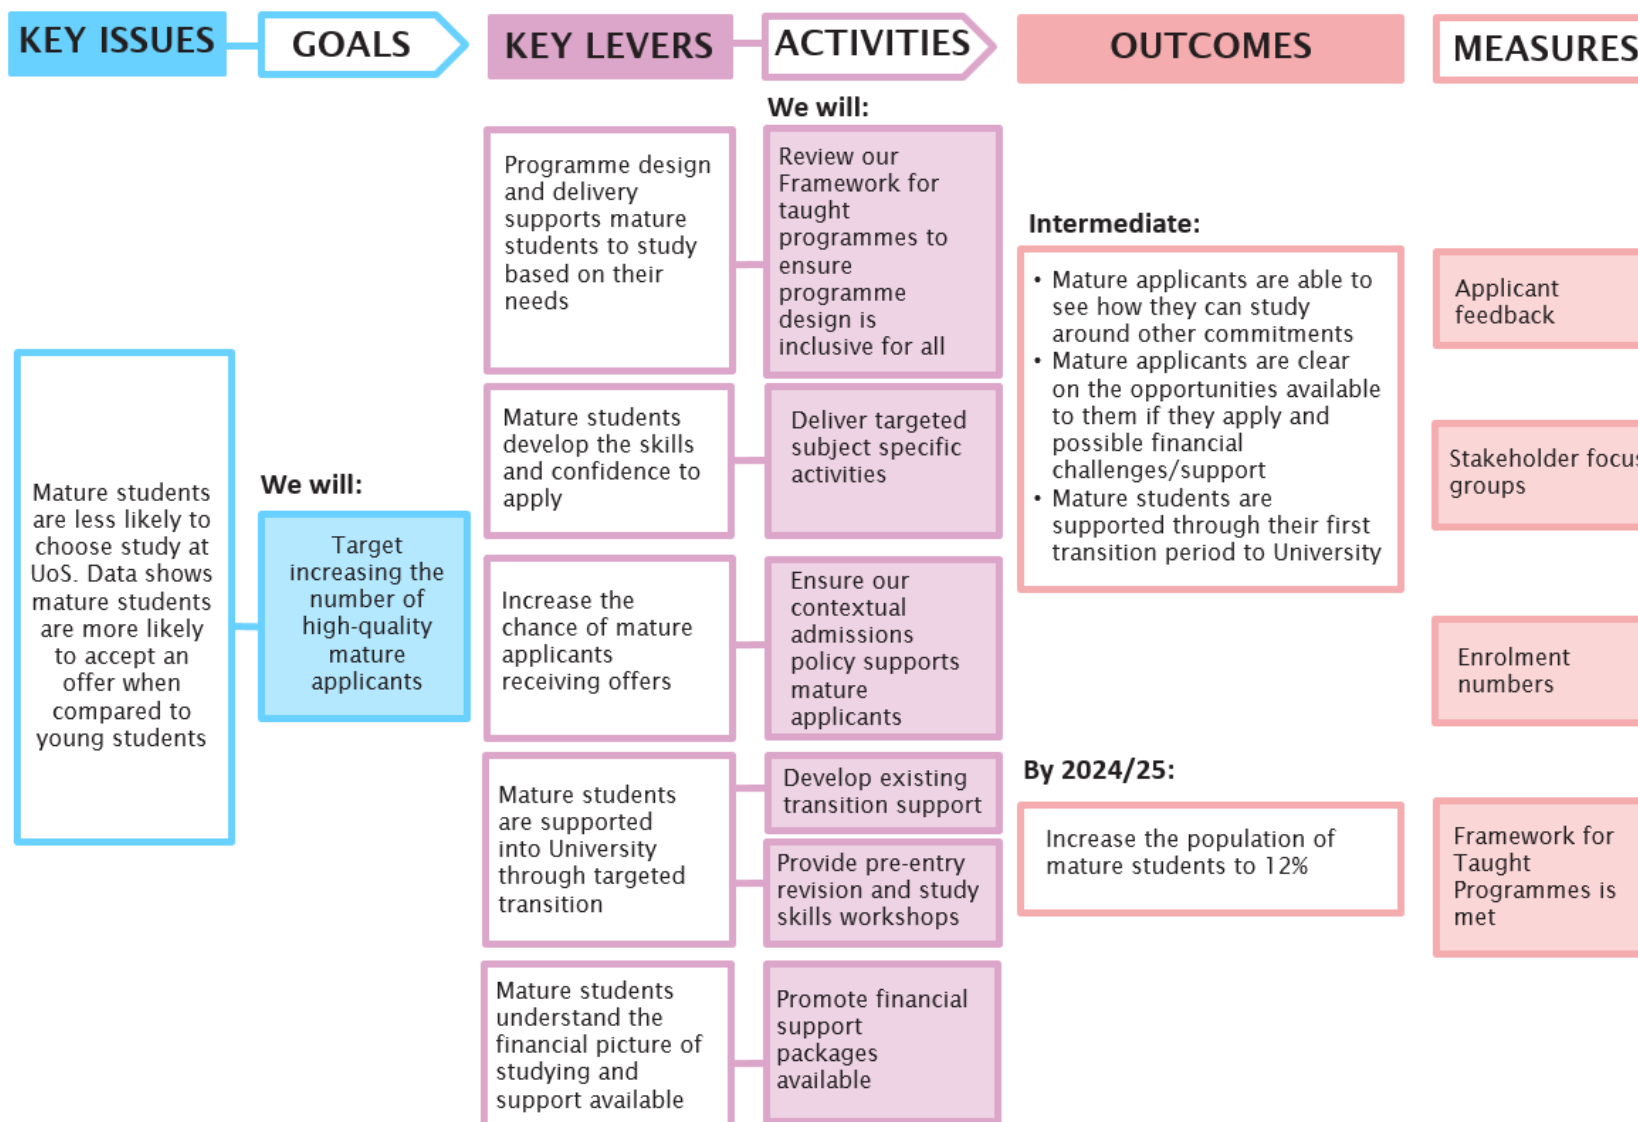 KEY ISSUES
GOALS
KEY LEVERS
ACTIVITIES
OUTCOMES
MEASURES
Mature students
are less likely to
choose study at
UoS. Data shows
mature students
are more likely
to accept an
offer when
compared to
young students
We will:
Target
increasing the
number of
high-quality
mature
applicants
Programme design
and delivery
supports mature
students to study
based on their
needs
Mature students
develop the skills
and confidence to
apply
Increase the
chance of mature
applicants
receiving offers
Mature students
are supported
into University
through targeted
transition
Mature students
understand the
financial picture of
studying and
support available
We will:
Review our
Framework for
taught
programmes to
ensure
programme
design is
inclusive for all
Deliver targeted
subject specific
activities
Ensure our
contextual
admissions
policy supports
mature
applicants
Develop existing
transition support
Provide pre-entry
revision and study
skills workshops
Promote financial
support
packages
available
Intermediate:
• Mature applicants are able to
see how they can study
around other commitments
• Mature applicants are clear
on the opportunities available
to them if they apply and
possible financial
challenges/support
• Mature students are
supported through their first
transition period to University
By 2024/25:
Increase the population of
mature students to 12%
Applicant
feedback
Stakeholder focus
groups
Enrolment
numbers
Framework for
Taught
Programmes is
met